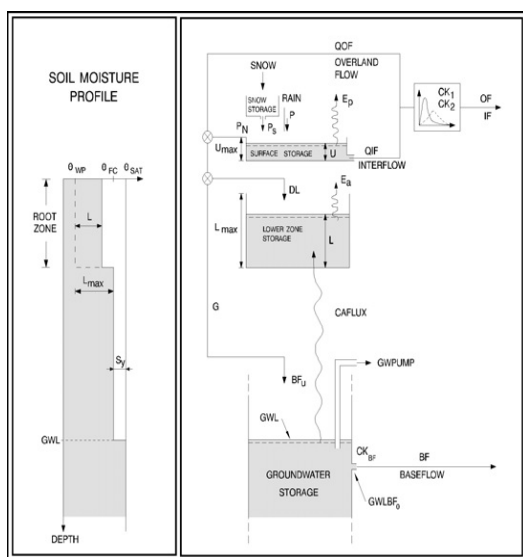 SOIL MOISTURE
PROFILE
θWP θFC θSAT
ROOT
ZONE
L
Lmax
Sy
GWL
DEPTH
QOF
OVERLAND
FLOW
SNOW
SNOW
STORAGE
RAIN
P
PN
Ps
Ep
CK1
CK2
OF
IF
Umax
SURFACE STORAGE
U
QIF
INTERFLOW
DL
Ea
Lmax
LOWER ZONE
STORAGE
L
G
CAFLUX
GWPUMP
BFu
GWL
CKBF
BF
BASEFLOW
GROUNDWATER
STORAGE
GWLBF0